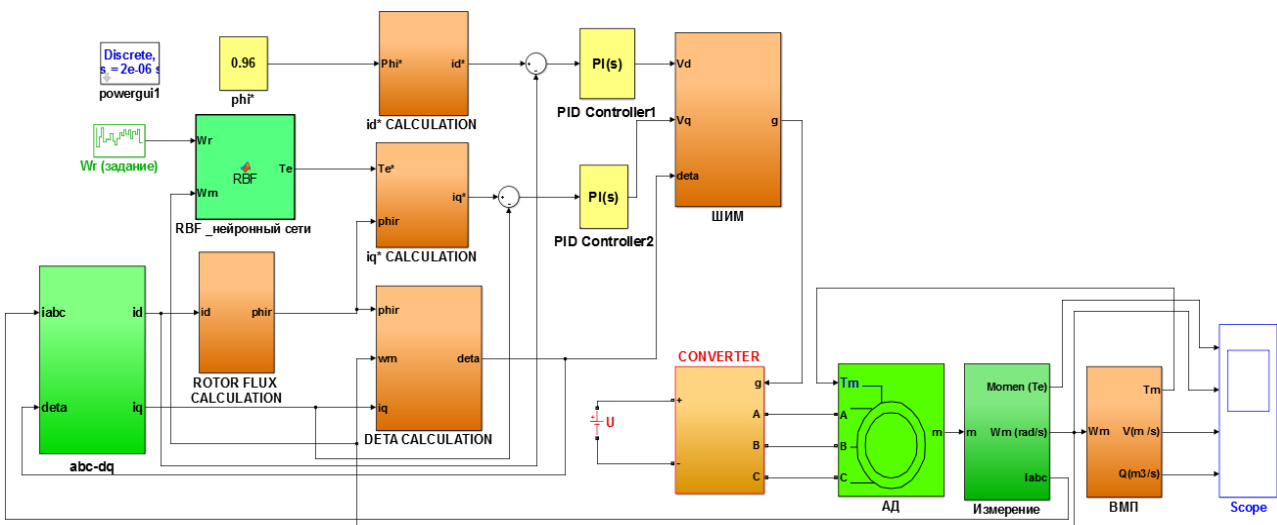 Discrete,
s = 2e-06 s
powergui1
0.96
phi*
Phi*
id*
id* CALCULATION
PI(s)
PID Controller1
Vd
Vq
deta
g
ШИМ
Wr (задание)
Wr
Wm
Te
RBF
RBF _нейронный сети
Te*
phir
iq*
iq* CALCULATION
PI(s)
PID Controller2
iabc
deta
id
iq
abc-dq
id
phir
ROTOR FLUX
CALCULATION
phir
wm
iq
deta
DETA CALCULATION
U
CONVERTER
+
-
g
A
B
C
Tm
A
B
C
m
АД
m
Momen (Te)
Wm (rad/s)
Iabc
Измерение
Wm
Tm
V(m /s)
Q(m3/s)
ВМП
Scope